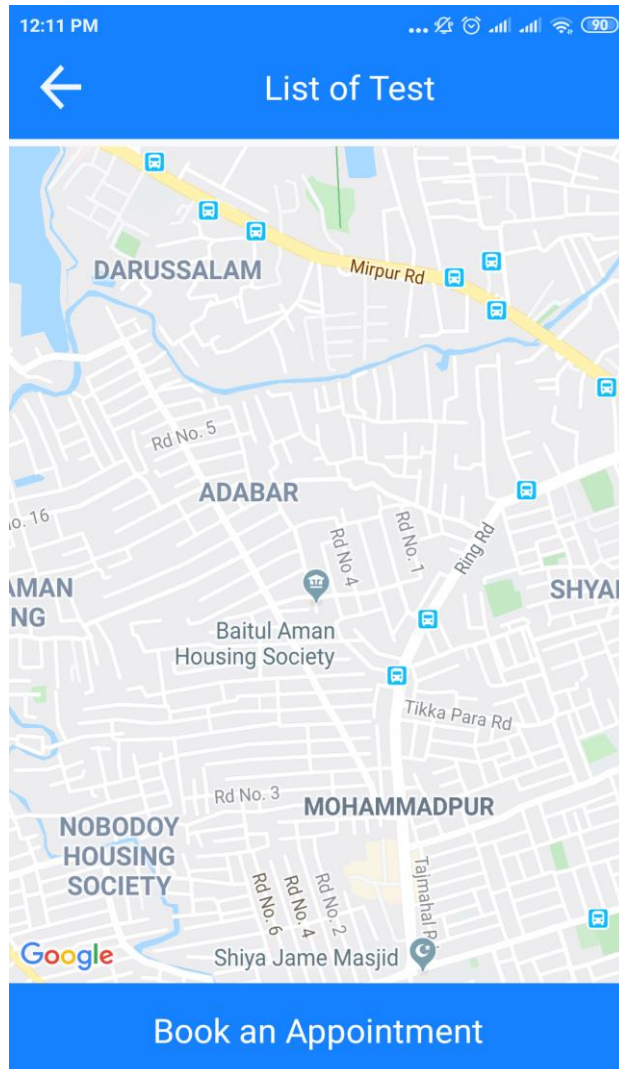 12:11 PM
90
List of Test
DARUSSALAM
Mirpur Rd
Rd No. 5
ADABAR
o. 16
Rd No 4
Rd No. 1
Ring Rd
AMAN
NG
SHYA
Baitul Aman
Housing Society
Tikka Para Rd
Rd No. 3
MOHAMMADPUR
NOBODOY
HOUSING
SOCIETY
Rd No. 6
Rd No. 4
Rd No. 2
Tajmahal R
Google
Shiya Jame Masjid
Book an Appointment